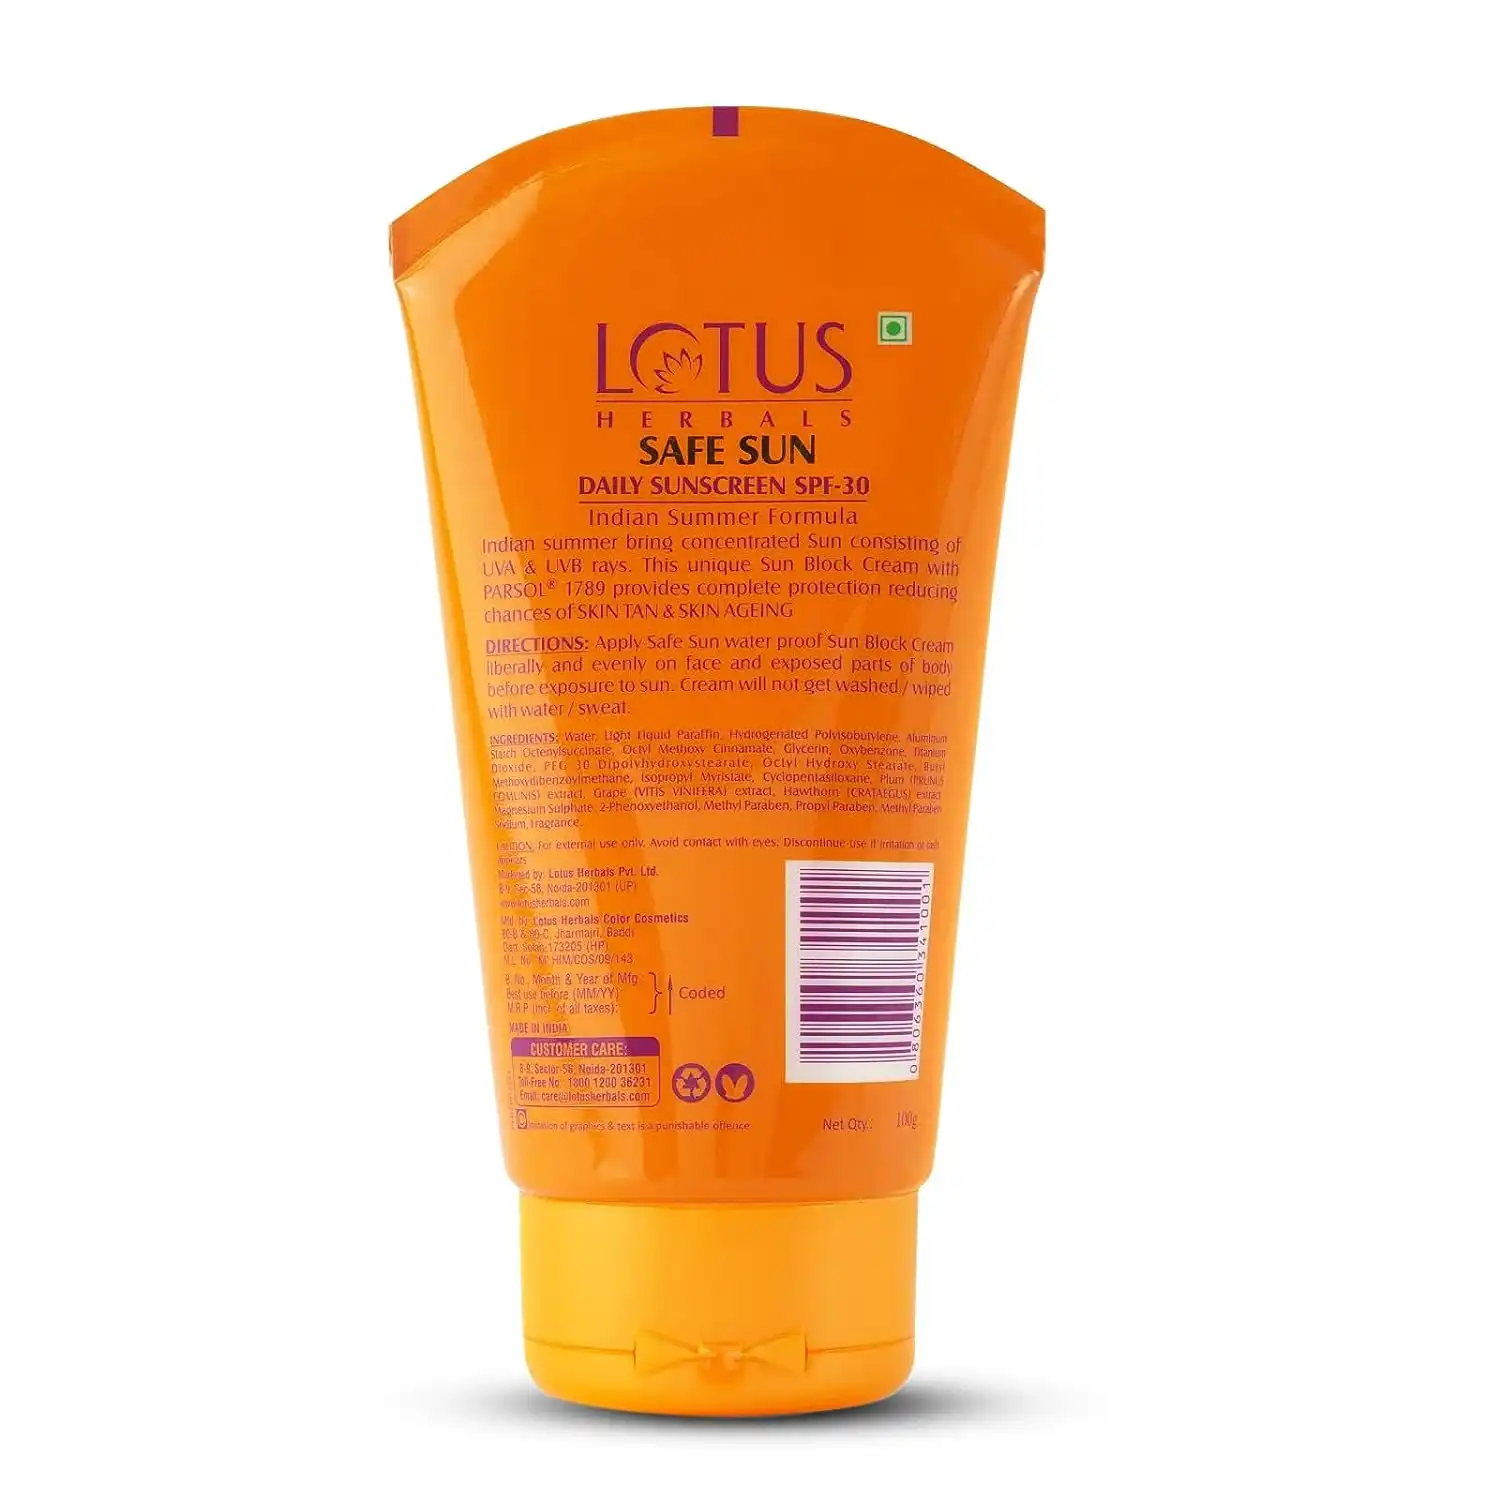 LOTUS
HERBALS
SAFE SUN
DAILY SUNSCREEN SPF-30
Indian Summer Formula
Indian summer bring concentrated Sun consisting of
UVA & UVB rays. This unique Sun Block Cream with
PARSOL® 1789 provides complete protection reducing
chances of SKIN TAN & SKIN AGEING
DIRECTIONS: Apply Safe Sun water proof Sun Block Cream
liberally and evenly on face and exposed parts of body
before exposure to sun. Cream will not get washed / wiped
with water / sweat.
INGREDIENTS: Water, Light Liquid Paraffin, Hydrogenated Polyisobutylene, Aluminum
Starch Octenylsuccinate, Octyl Methoxy Cinnamate, Glycerin, Oxybenzone, Titanium
Dioxide, PEG 30 Dipolyhydroxystearate, Octyl Hydroxy Stearate, Butyl
Methoxydibenzoylmethane, Isopropyl Myristate, Cyclopentasiloxane, Plum (PRUNUS
COMUNIS) extract, Grape (VITIS VINIFERA) extract, Hawthorn (CRATAEGUS) extract,
Magnesium Sulphate, 2-Phenoxyethanol, Methyl Paraben, Propyl Paraben, Methyl Paraben
Sodium, Fragrance.
CAUTION: For external use only. Avoid contact with eyes. Discontinue use if irritation or rash
appears
Marketed by: Lotus Herbals Pvt. Ltd.
Sec-58, Noida-201301 (UP)
www.lotusherbals.com
Mfd. by: Lotus Herbals Color Cosmetics
Jharmajri, Baddi
Distt. Solan-173205 (HP)
M.L. No. HIM/COS/09/143
B. No., Month & Year of Mfg
Best use before (MM/YY):
M.R.P (incl. of all taxes):
Coded
MADE IN INDIA
CUSTOMER CARE:
Noida-201301
Toll-Free No. 1800 1200 36231
Email: care@lotusherbals.com
Imitation of graphics & text is a punishable offence
0 806360 341001
Net Qty.: 100g